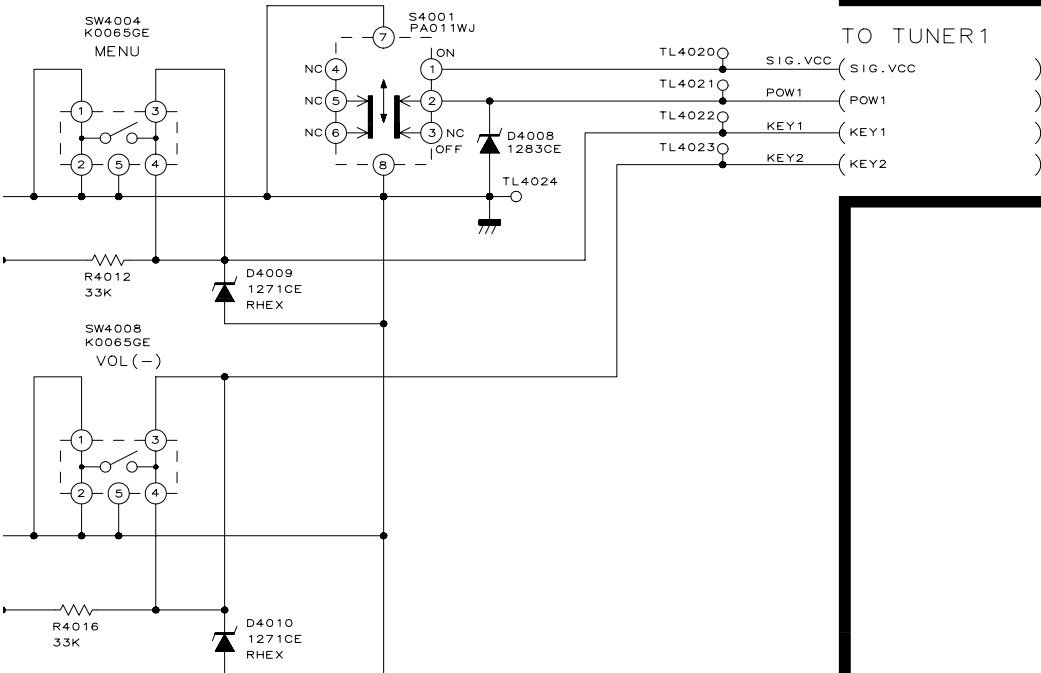 SW4004
K0065GE
MENU
1
3
2
5
4
S4001
PA011WJ
7
ON
NC 4
1
NC 5
2
NC 6
3 NC
OFF
8
D4008
1283CE
TL4024
TL4020
SIG.VCC
TL4021
POW1
TL4022
KEY1
TL4023
KEY2
TO TUNER1
SIG.VCC
POW1
KEY1
KEY2
R4012
33K
D4009
1271CE
RHEX
SW4008
K0065GE
VOL(-)
1
3
2
5
4
R4016
33K
D4010
1271CE
RHEX